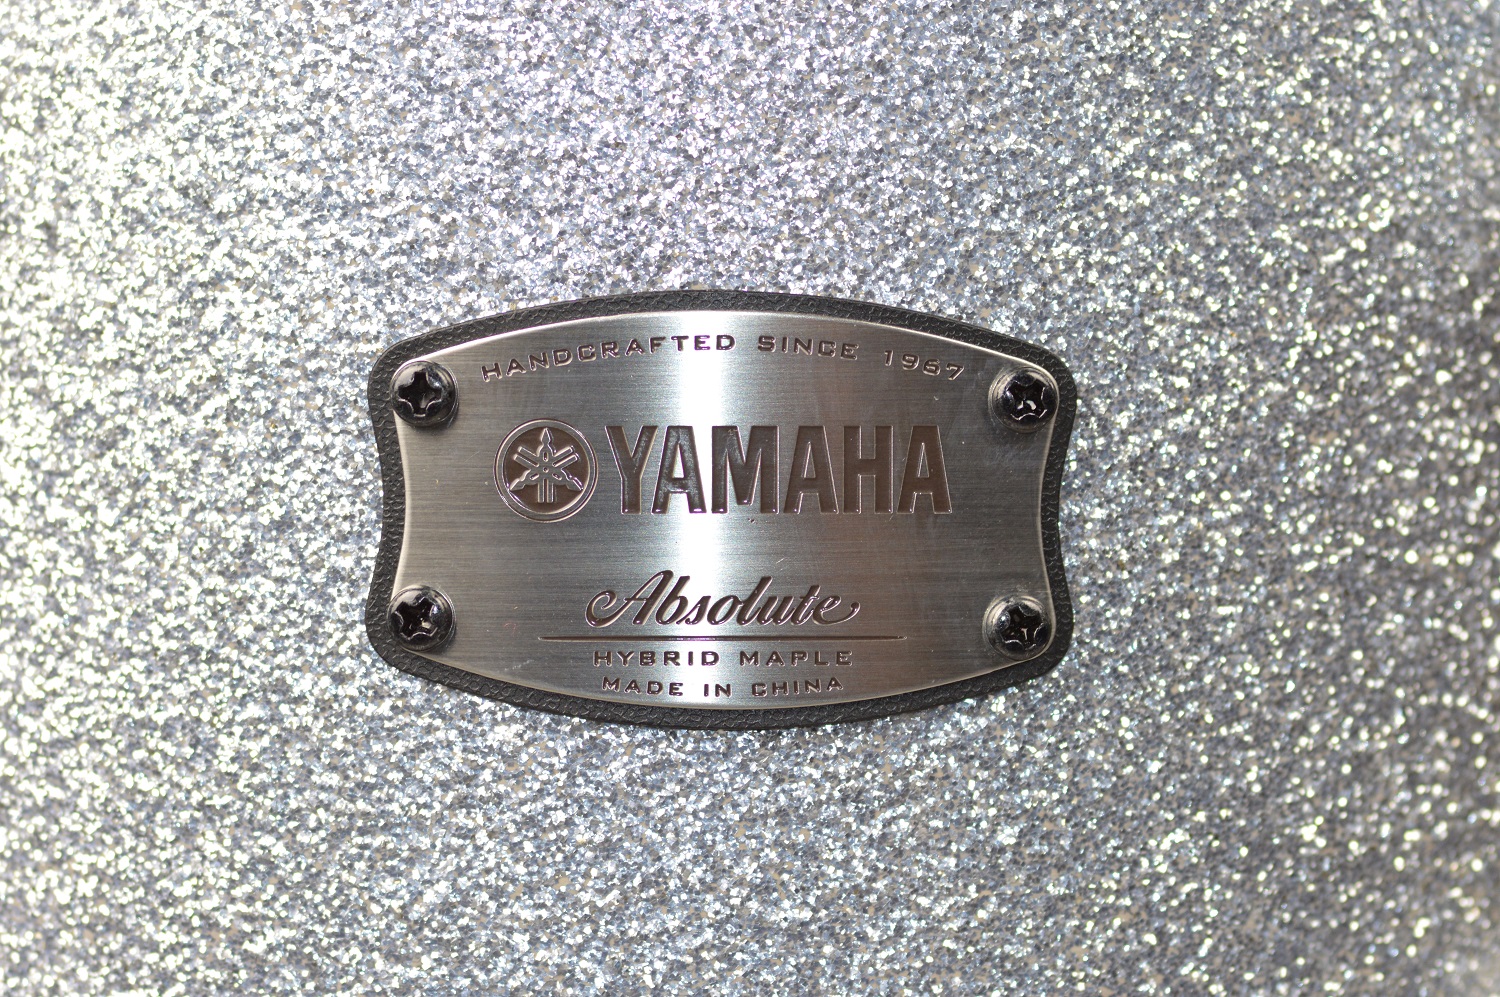 HANDCRAFTED SINCE 1967
YAMAHA
Absolute
HYBRID MAPLE
MADE IN CHINA